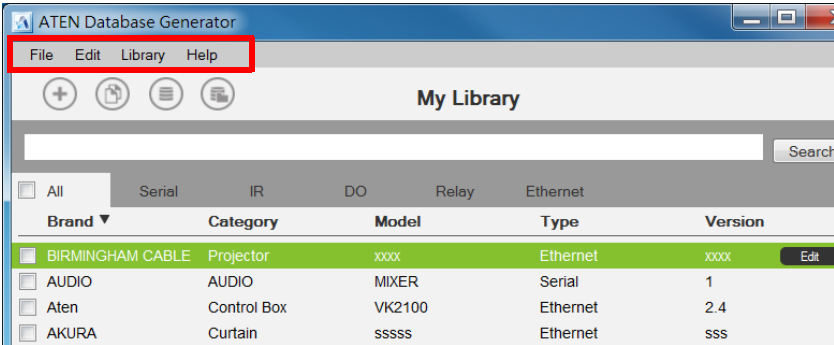 ATEN Database Generator
File Edit Library Help
My Library
Search
All Serial IR DO Relay Ethernet
Brand ▼ Category Model Type Version
BIRMINGHAM CABLE Projector xxxx Ethernet xxxx Edit
AUDIO AUDIO MIXER Serial 1
Aten Control Box VK2100 Ethernet 2.4
AKURA Curtain sssss Ethernet sss